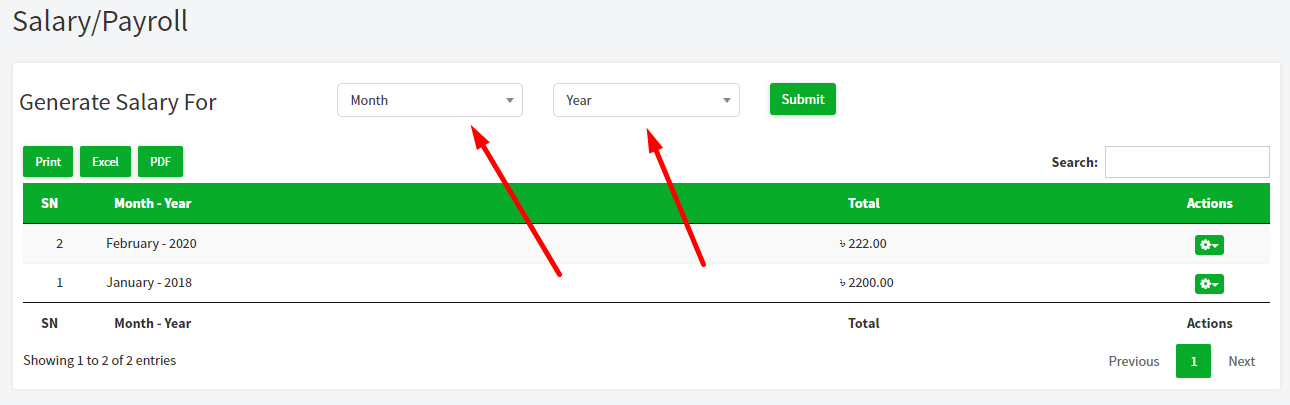 Salary/Payroll
Generate Salary For Month Year Submit
Print Excel PDF Search:
SN Month - Year Total Actions
2 February - 2020 ৳ 222.00
1 January - 2018 ৳ 2200.00
SN Month - Year Total Actions
Showing 1 to 2 of 2 entries Previous 1 Next